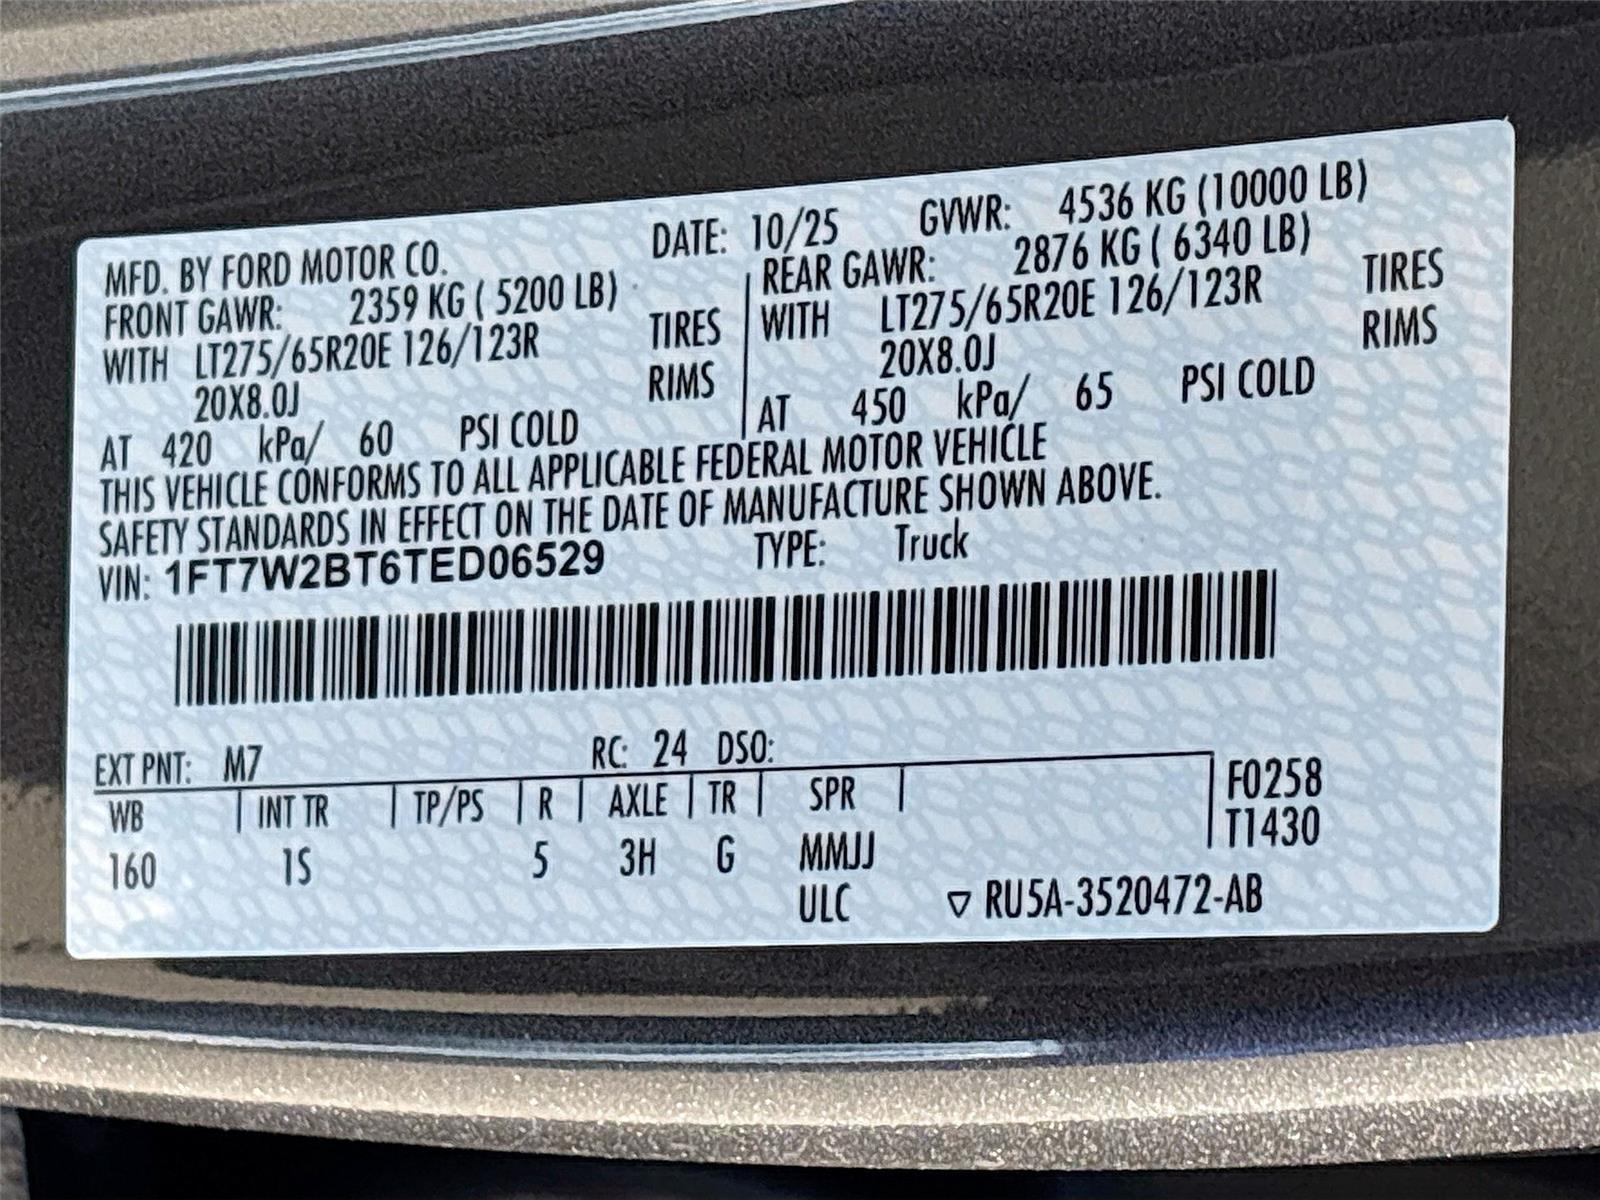 MFD. BY FORD MOTOR CO. DATE: 10/25 GVWR: 4536 KG (10000 LB)
FRONT GAWR: 2359 KG ( 5200 LB) REAR GAWR: 2876 KG ( 6340 LB)
WITH LT275/65R20E 126/123R TIRES WITH LT275/65R20E 126/123R TIRES
20X8.0J RIMS 20X8.0J RIMS
AT 420 kPa/ 60 PSI COLD AT 450 kPa/ 65 PSI COLD
THIS VEHICLE CONFORMS TO ALL APPLICABLE FEDERAL MOTOR VEHICLE
SAFETY STANDARDS IN EFFECT ON THE DATE OF MANUFACTURE SHOWN ABOVE.
VIN: 1FT7W2BT6TED06529 TYPE: Truck
EXT PNT: M7 RC: 24 DSO:
WB INT TR TP/PS R AXLE TR SPR F0258
T1430
160 1S 5 3H G MMJJ
ULC ▽ RU5A-3520472-AB